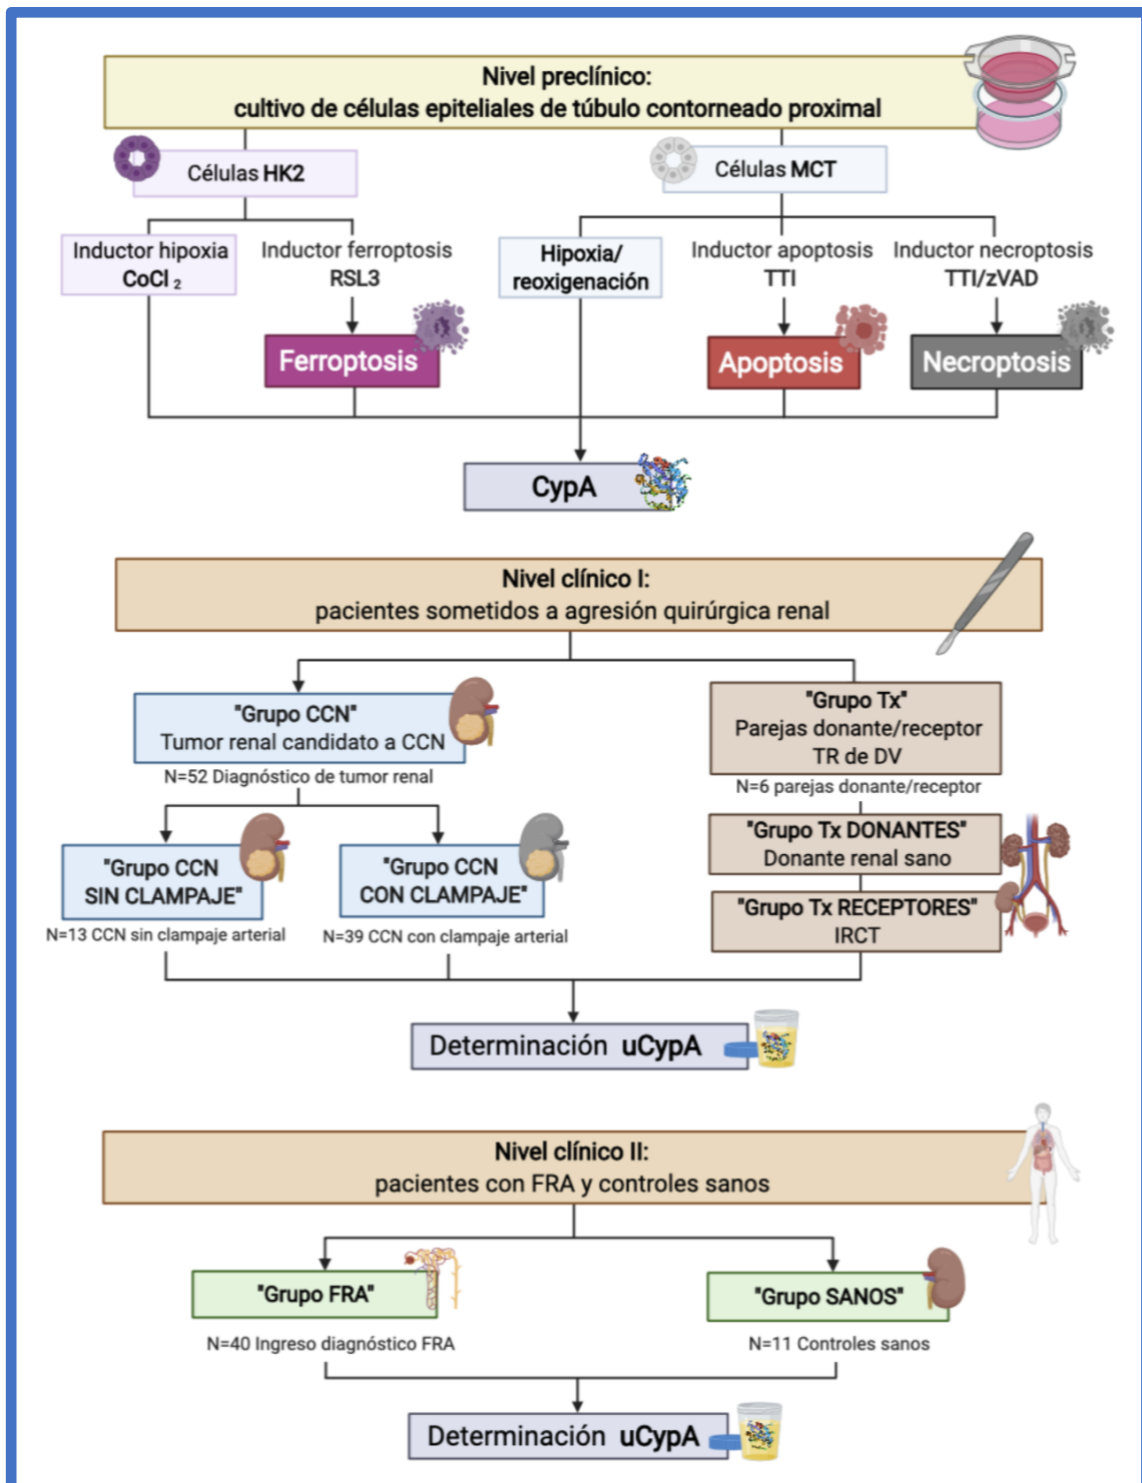 Nivel preclínico:
cultivo de células epiteliales de túbulo contorneado proximal
Células HK2
Células MCT
Inductor hipoxia
CoCl 2
Inductor ferroptosis
RSL3
Hipoxia/
reoxigenación
Inductor apoptosis
TTI
Inductor necroptosis
TTI/zVAD
Ferroptosis
Apoptosis
Necroptosis
CypA
Nivel clínico I:
pacientes sometidos a agresión quirúrgica renal
"Grupo CCN"
Tumor renal candidato a CCN
N=52 Diagnóstico de tumor renal
"Grupo Tx"
Parejas donante/receptor
TR de DV
N=6 parejas donante/receptor
"Grupo CCN
SIN CLAMPAJE"
N=13 CCN sin clampaje arterial
"Grupo CCN
CON CLAMPAJE"
N=39 CCN con clampaje arterial
"Grupo Tx DONANTES"
Donante renal sano
"Grupo Tx RECEPTORES"
IRCT
Determinación uCypA
Nivel clínico II:
pacientes con FRA y controles sanos
"Grupo FRA"
N=40 Ingreso diagnóstico FRA
"Grupo SANOS"
N=11 Controles sanos
Determinación uCypA